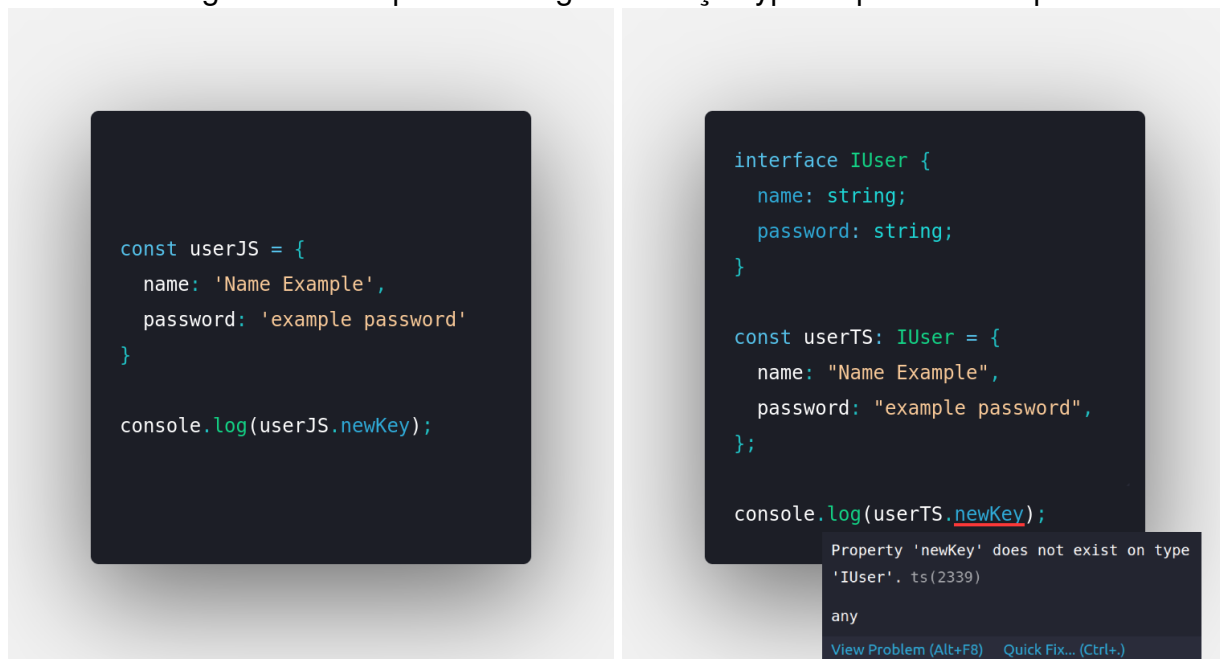 const userJS = {
  name: 'Name Example',
  password: 'example password'
}
console.log(userJS.newKey);
interface IUser {
  name: string;
  password: string;
}
const userTS: IUser = {
  name: "Name Example",
  password: "example password",
};
console.log(userTS.newKey);
Property 'newKey' does not exist on type
'IUser'. ts(2339)
any
View Problem (Alt+F8) Quick Fix... (Ctrl+.)